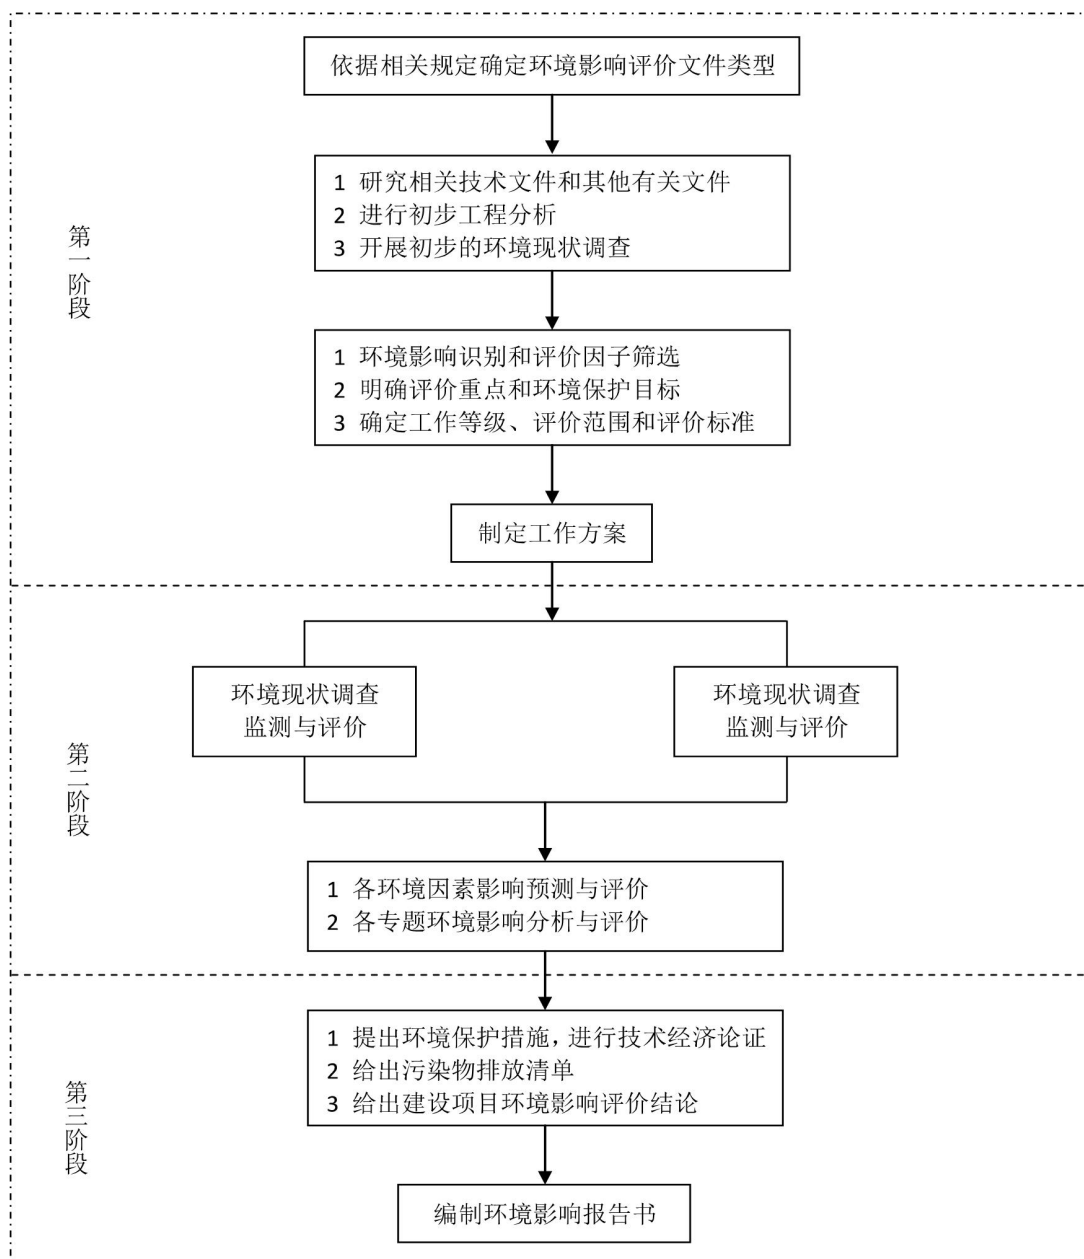 依据相关规定确定环境影响评价文件类型
第一阶段
1 研究相关技术文件和其他有关文件
2 进行初步工程分析
3 开展初步的环境现状调查
1 环境影响识别和评价因子筛选
2 明确评价重点和环境保护目标
3 确定工作等级、评价范围和评价标准
制定工作方案
第二阶段
环境现状调查
监测与评价
环境现状调查
监测与评价
1 各环境因素影响预测与评价
2 各专题环境影响分析与评价
第三阶段
1 提出环境保护措施，进行技术经济论证
2 给出污染物排放清单
3 给出建设项目环境影响评价结论
编制环境影响报告书